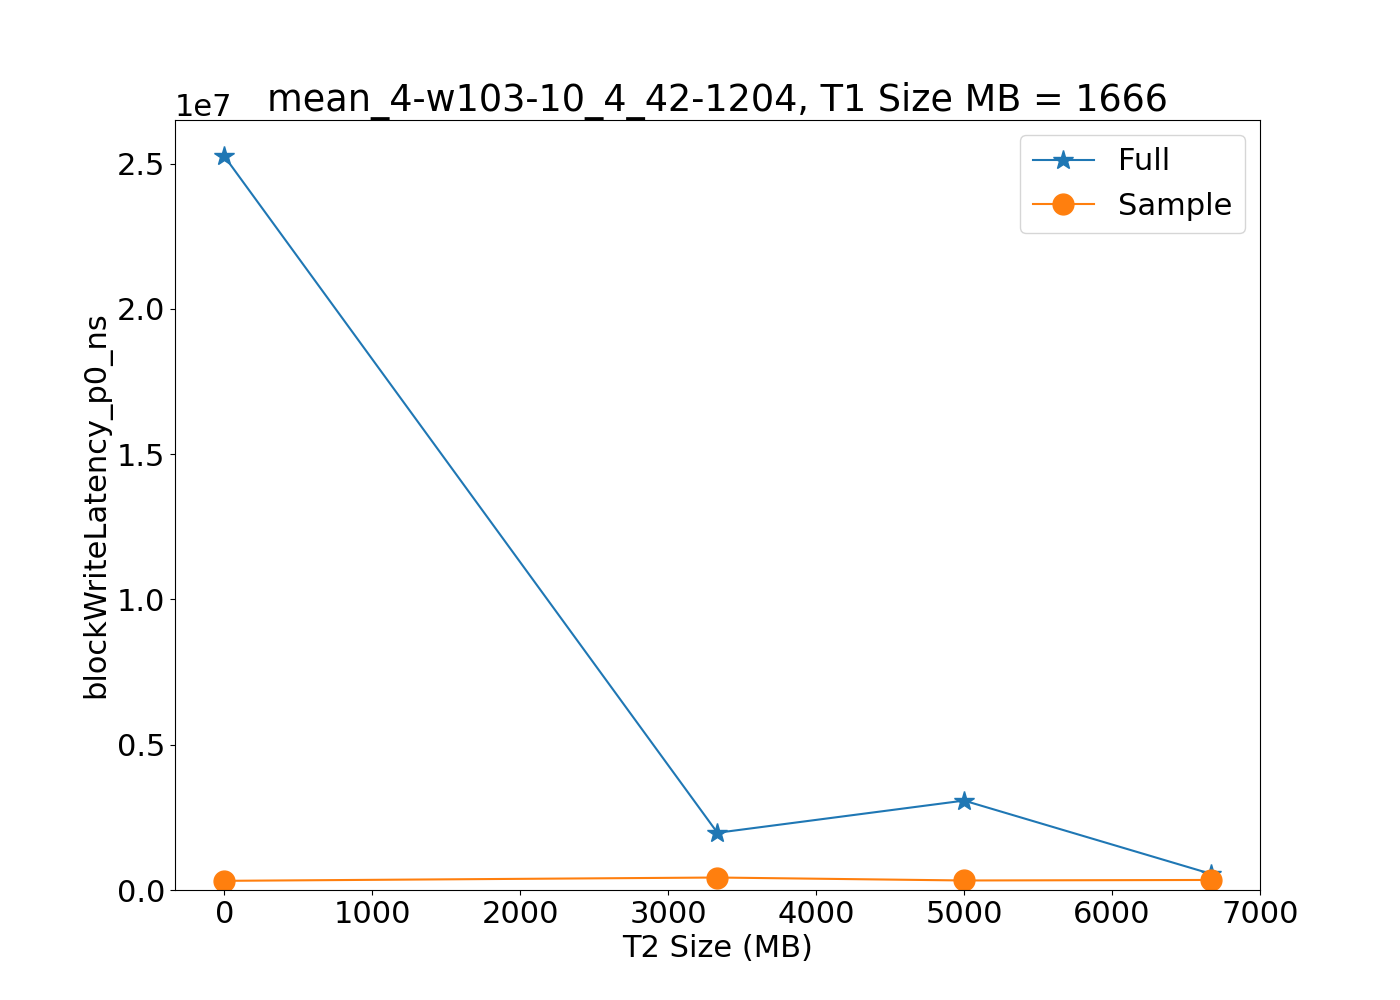 mean_4-w103-10_4_42-1204, T1 Size MB = 1666
1e7
Full
Sample
2.5
2.0
1.5
1.0
0.5
0.0
blockWriteLatency_p0_ns
0 1000 2000 3000 4000 5000 6000 7000
T2 Size (MB)